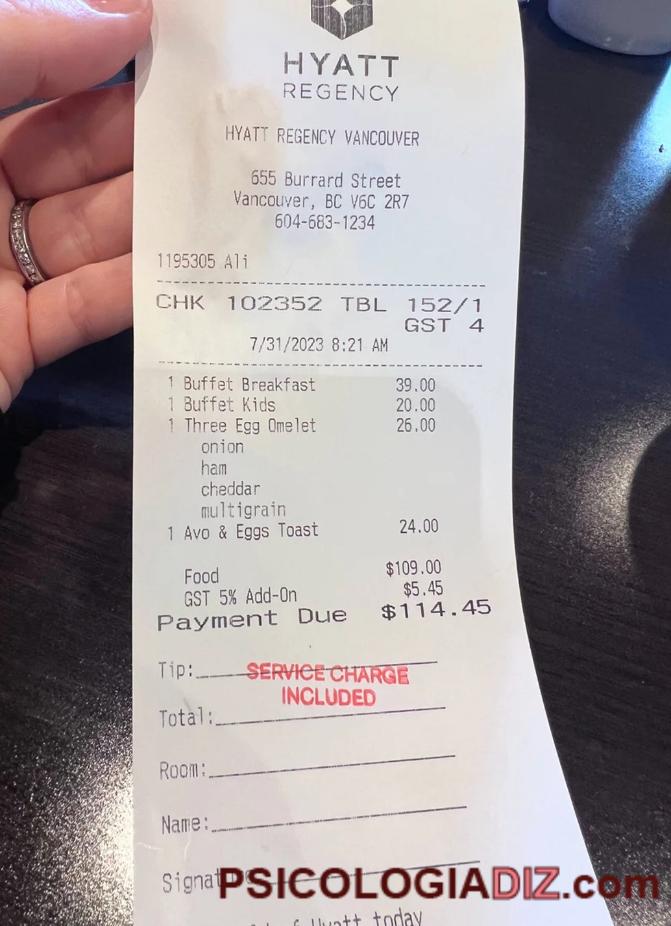 HYATT
REGENCY
HYATT REGENCY VANCOUVER
655 Burrard Street
Vancouver, BC V6C 2R7
604-683-1234
1195305 Ali
CHK 102352 TBL 152/1
GST 4
7/31/2023 8:21 AM
1 Buffet Breakfast 39.00
1 Buffet Kids 20.00
1 Three Egg Omelet 26.00
onion
ham
cheddar
multigrain
1 Avo & Eggs Toast 24.00
Food $109.00
GST 5% Add-On $5.45
Payment Due $114.45
Tip:
SERVICE CHARGE
INCLUDED
Total:
Room:
Name:
PSICOLOGIADIZ.com
Hyatt today